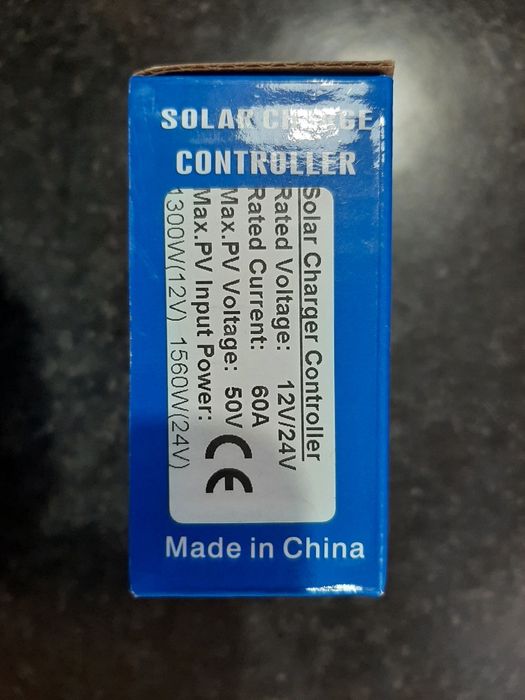 SOLAR CHARGE
CONTROLLER
Solar Charger Controller
Rated Voltage: 12V/24V
Rated Current: 60A
Max.PV Voltage: 50V
Max.PV Input Power:
1300W(12V) 1560W(24V)
CE
Made in China